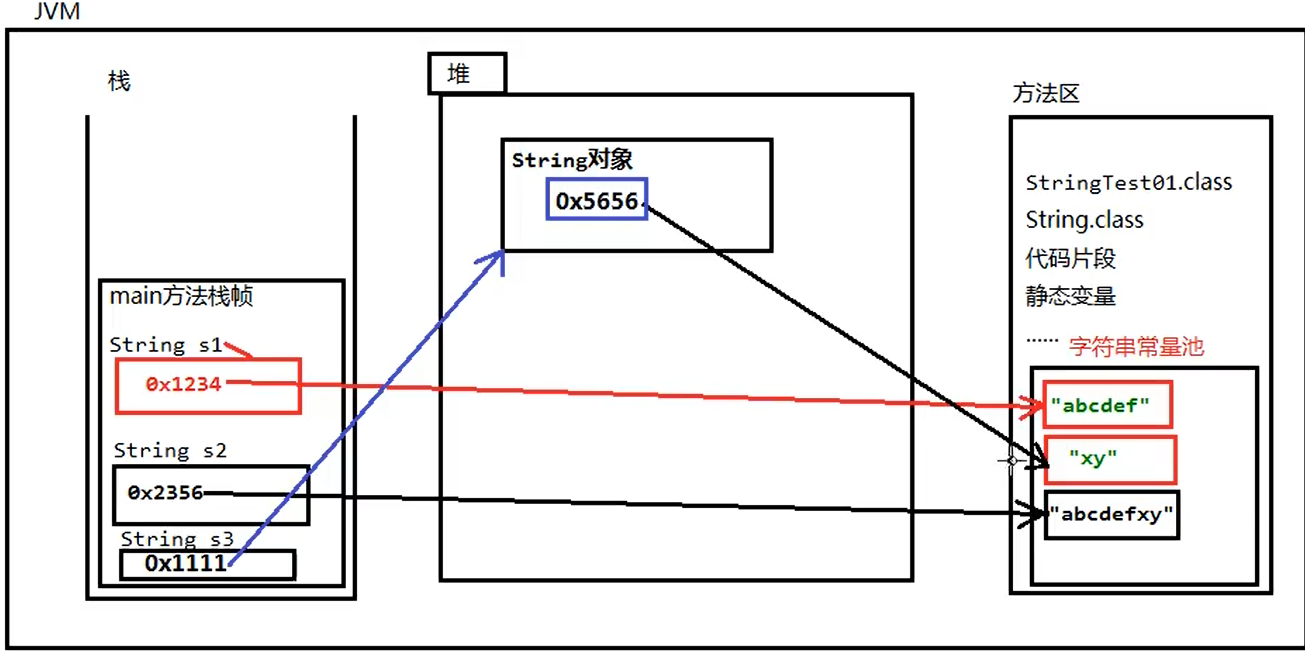 JVM
栈
main方法栈帧
String s1
0x1234
String s2
0x2356
String s3
0x1111
堆
String对象
0x5656
方法区
StringTest01.class
String.class
代码片段
静态变量
······ 字符串常量池
"abcdef"
"xy"
"abcdefxy"